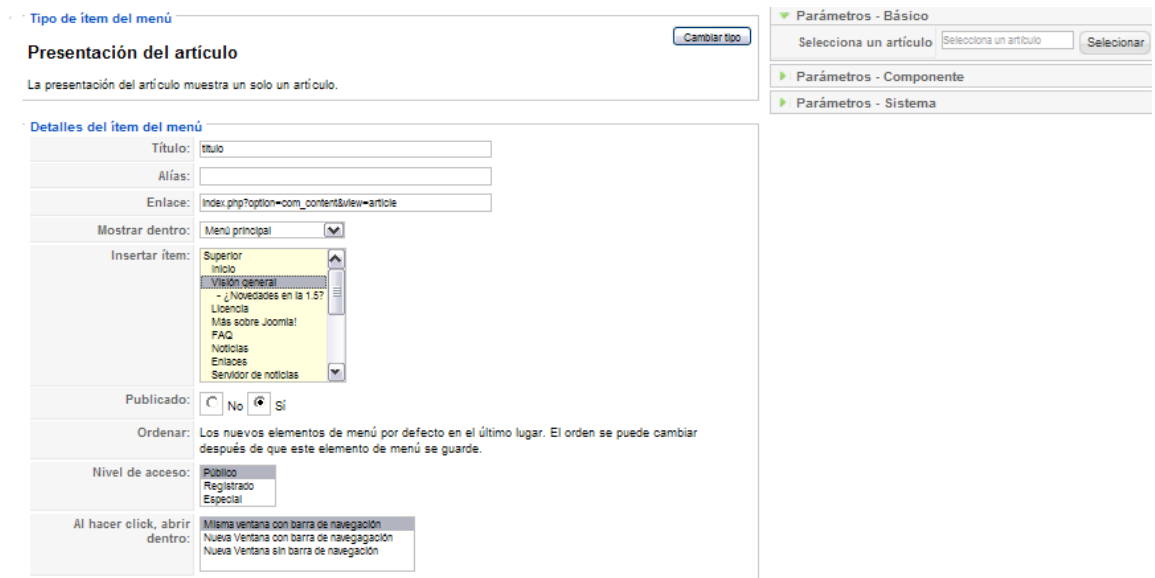 Tipo de ítem del menú
Cambiar tipo
Presentación del artículo
La presentación del artículo muestra un solo un artículo.
Parámetros - Básico
Selecciona un artículo Selecciona un artículo Selecionar
Parámetros - Componente
Parámetros - Sistema
Detalles del ítem del menú
Título: título
Alías:
Enlace: index.php?option=com_content&view=article
Mostrar dentro: Menú principal
Insertar ítem: Superior
Inicio
Visión general
- ¿Novedades en la 1.5?
Licencia
Más sobre Joomla!
FAQ
Noticias
Enlaces
Servidor de noticias
Publicado: No Sí
Ordenar: Los nuevos elementos de menú por defecto en el último lugar. El orden se puede cambiar
después de que este elemento de menú se guarde.
Nivel de acceso: Público
Registrado
Especial
Al hacer click, abrir
dentro:
Misma ventana con barra de navegación
Nueva Ventana con barra de navegagación
Nueva Ventana sin barra de navegación